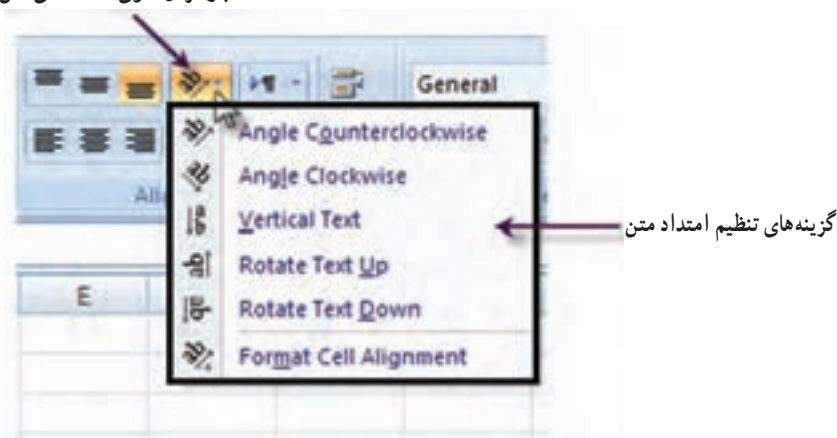 General
Angle Counterclockwise
Angle Clockwise
Vertical Text
گزینه‌های تنظیم امتداد متن
Rotate Text Up
E
Rotate Text Down
Format Cell Alignment